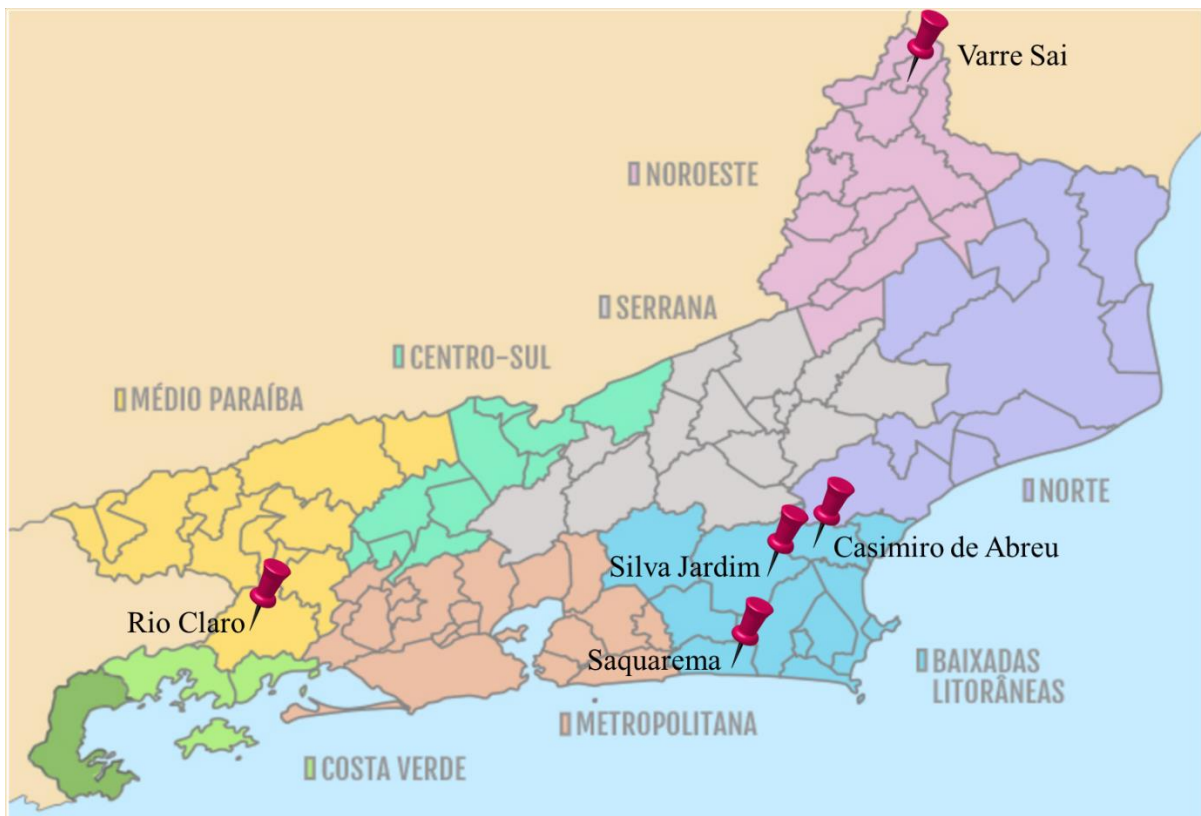 Varre Sai
NOROESTE
SERRANA
CENTRO-SUL
MÉDIO PARAÍBA
NORTE
Casimiro de Abreu
Silva Jardim
Rio Claro
Saquarema
BAIXADAS
LITORÂNEAS
METROPOLITANA
COSTA VERDE